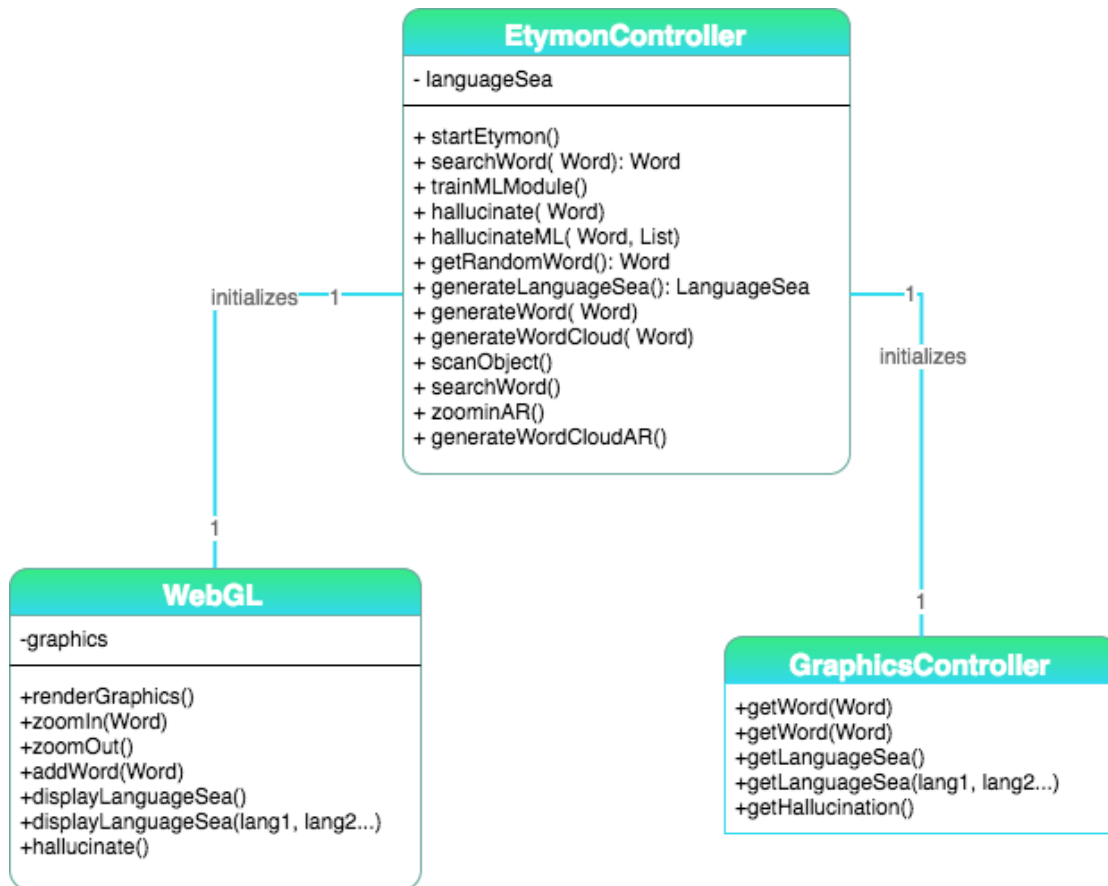 EtymonController
- languageSea
+ startEtymon()
+ searchWord( Word): Word
+ trainMLModule()
+ hallucinate( Word)
+ hallucinateML( Word, List)
+ getRandomWord(): Word
+ generateLanguageSea(): LanguageSea
+ generateWord( Word)
+ generateWordCloud( Word)
+ scanObject()
+ searchWord()
+ zoominAR()
+ generateWordCloudAR()
initializes
1
1
1
initializes
1
WebGL
-graphics
+renderGraphics()
+zoomIn(Word)
+zoomOut()
+addWord(Word)
+displayLanguageSea()
+displayLanguageSea(lang1, lang2...)
+hallucinate()
GraphicsController
+getWord(Word)
+getWord(Word)
+getLanguageSea()
+getLanguageSea(lang1, lang2...)
+getHallucination()